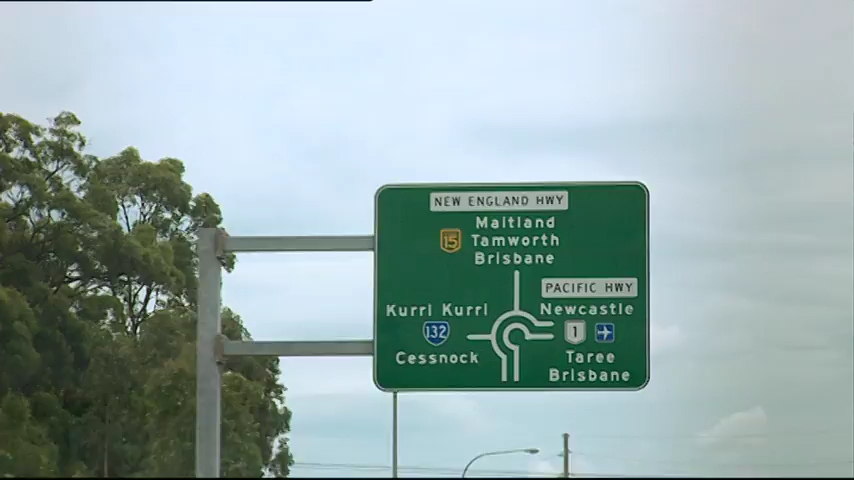 NEW ENGLAND HWY
Maitland
15 Tamworth
Brisbane
PACIFIC HWY
Kurri Kurri
Newcastle
132
1
Cessnock
Taree
Brisbane